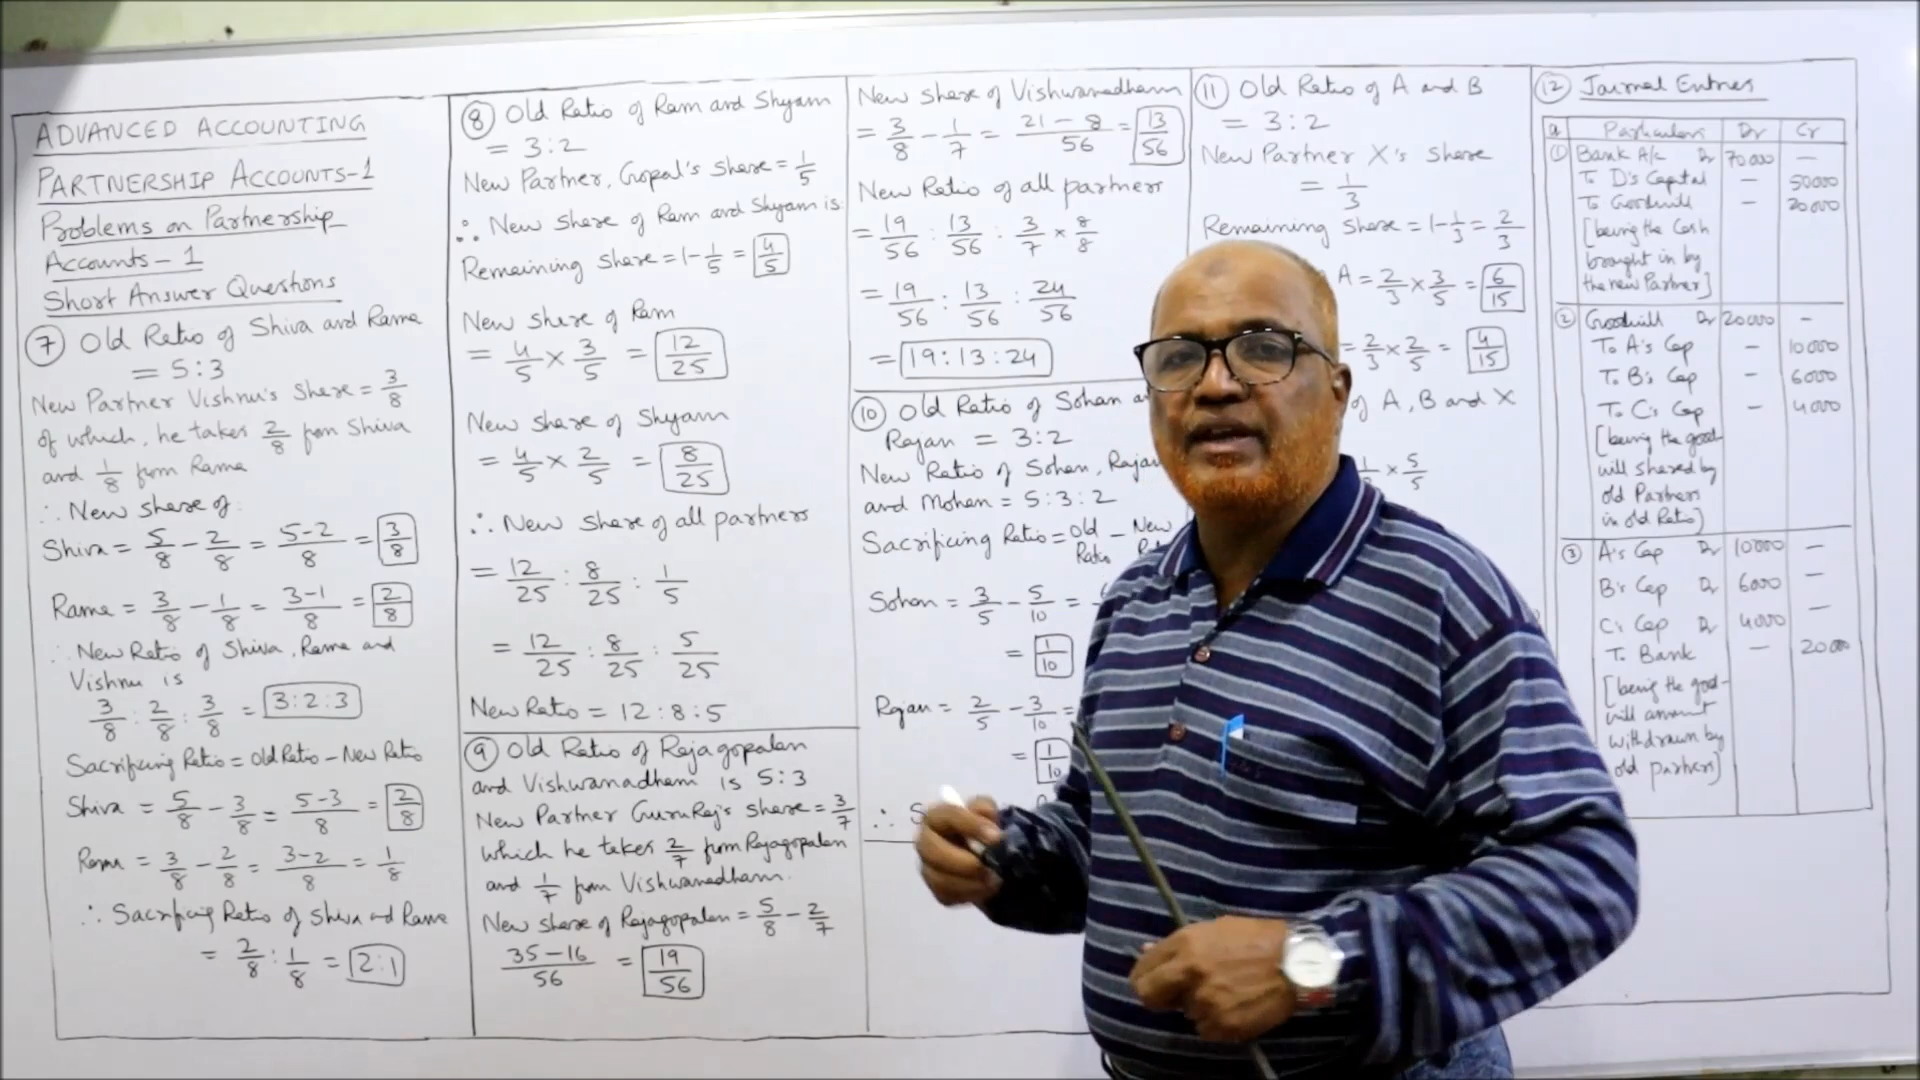 ADVANCED ACCOUNTING
PARTNERSHIP ACCOUNTS-1
Problems on Partnership
Accounts-1
Short Answer Questions
7 Old Ratio of Shiva and Rama
= 5:3
New Partner Vishnu's Share = 3/8
of which, he takes 2/8 from Shiva
and 1/8 from Rama
∴ New Share of:
Shiva = 5/8 - 2/8 = 5-2/8 = 3/8
Rama = 3/8 - 1/8 = 3-1/8 = 2/8
∴ New Ratio of Shiva, Rama and
Vishnu is
3/8 : 2/8 : 3/8 = 3:2:3
Sacrificing Ratio = Old Ratio - New Ratio
Shiva = 5/8 - 3/8 = 5-3/8 = 2/8
Rama = 3/8 - 2/8 = 3-2/8 = 1/8
∴ Sacrificing Ratio of Shiva and Rama
= 2/8 : 1/8 = 2:1
8 Old Ratio of Ram and Shyam
= 3:2
New Partner, Gopal's Share = 1/5
∴ New Share of Ram and Shyam is:
Remaining Share = 1-1/5 = 4/5
New Share of Ram
= 4/5 × 3/5 = 12/25
New Share of Shyam
= 4/5 × 2/5 = 8/25
∴ New Share of all partners
= 12/25 : 8/25 : 1/5
= 12/25 : 8/25 : 5/25
New Ratio = 12:8:5
9 Old Ratio of Rajagopalan
and Vishwanadham is 5:3
New Partner GuruRaj's Share = 3/7
which he takes 2/7 from Rajagopalan
and 1/7 from Vishwanadham.
New Share of Rajagopalan = 5/8 - 2/7
35-16/56 = 19/56
New Share of Vishwanadham
= 3/8 - 1/7 = 21-8/56 = 13/56
New Ratio of all partners
= 19/56 : 13/56 : 3/7 × 8/8
= 19/56 : 13/56 : 24/56
= 19:13:24
10 Old Ratio of Sohan
Rajan = 3:2
New Ratio of Sohan, Rajan
and Mohan = 5:3:2
Sacrificing Ratio = Old Ratio - New
Sohan = 3/5 - 5/10 =
= 1/10
Rajan = 2/5 - 3/10 =
= 1/10
∴ S
11 Old Ratio of A and B
= 3:2
New Partner X's Share
= 1/3
Remaining Share = 1-1/3 = 2/3
A = 2/3 × 3/5 = 6/15
= 2/3 × 2/5 = 4/15
of A, B and X
× 5/5
12 Journal Entries
Particulars Dr Cr
1 Bank A/c Dr 70000 -
To D's Capital - 50000
To Goodwill - 20000
[being the Cash
brought in by
the new Partner]
2 Goodwill Dr 20000 -
To A's Cap - 10000
To B's Cap - 6000
To C's Cap - 4000
[being the good-
will shared by
old Partners
in old Ratio]
3 A's Cap Dr 10000 -
B's Cap Dr 6000 -
C's Cap Dr 4000 -
To Bank - 20000
[being the good-
will amount
withdrawn by
old partners]